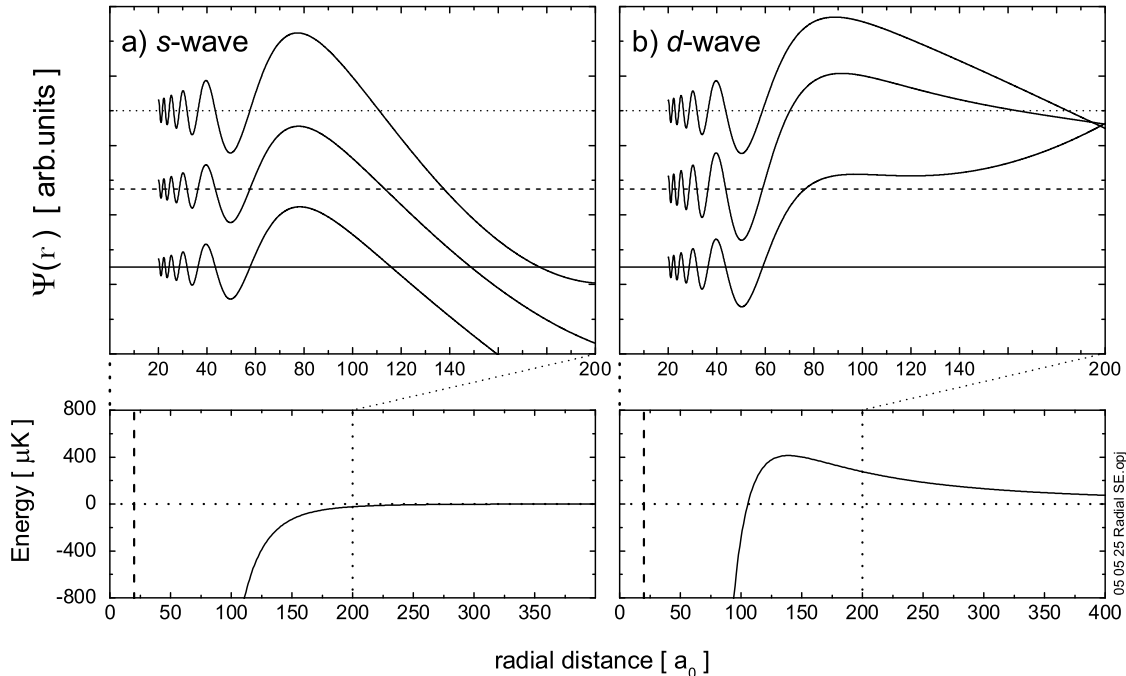 a) s-wave
b) d-wave
Ψ(r) [ arb.units ]
20 40 60 80 100 120 140 200
20 40 60 80 100 120 140 200
Energy [ μK ]
800
400
0
-400
-800
0 50 100 150 200 250 300 350
0 50 100 150 200 250 300 350 400
radial distance [ a0 ]
05 05 25 Radial SE.opj